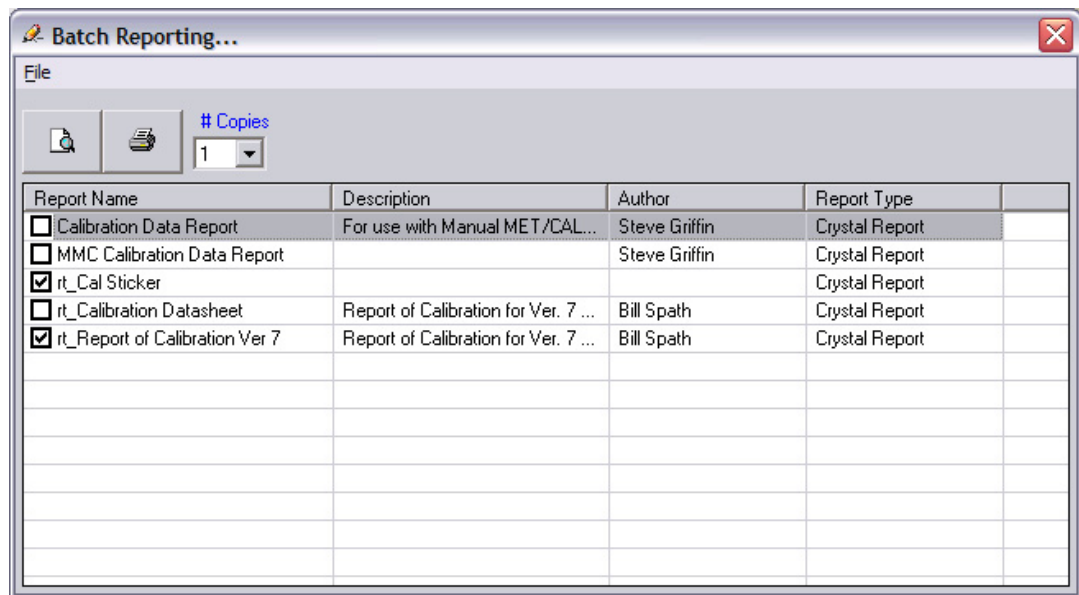 Batch Reporting...
File
# Copies
1
Report Name Description Author Report Type
Calibration Data Report For use with Manual MET/CAL... Steve Griffin Crystal Report
MMC Calibration Data Report Steve Griffin Crystal Report
rt_Cal Sticker Crystal Report
rt_Calibration Datasheet Report of Calibration for Ver. 7 ... Bill Spath Crystal Report
rt_Report of Calibration Ver 7 Report of Calibration for Ver. 7 ... Bill Spath Crystal Report